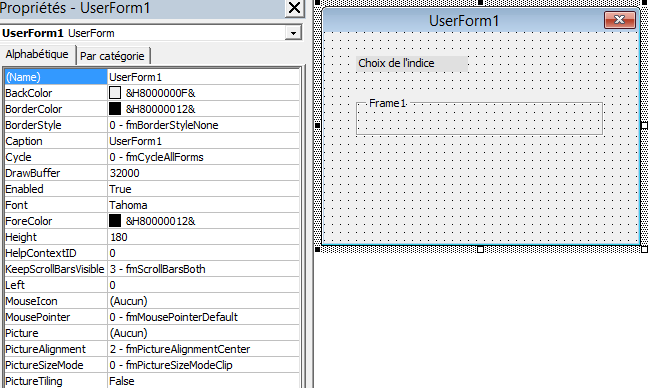 Propriétés - UserForm1
UserForm1 UserForm
Alphabétique Par catégorie
(Name) UserForm1
BackColor &H8000000F&
BorderColor &H80000012&
BorderStyle 0 - fmBorderStyleNone
Caption UserForm1
Cycle 0 - fmCycleAllForms
DrawBuffer 32000
Enabled True
Font Tahoma
ForeColor &H80000012&
Height 180
HelpContextID 0
KeepScrollBarsVisible 3 - fmScrollBarsBoth
Left 0
MouseIcon (Aucun)
MousePointer 0 - fmMousePointerDefault
Picture (Aucun)
PictureAlignment 2 - fmPictureAlignmentCenter
PictureSizeMode 0 - fmPictureSizeModeClip
PictureTiling False
UserForm1
Choix de l'indice
Frame1